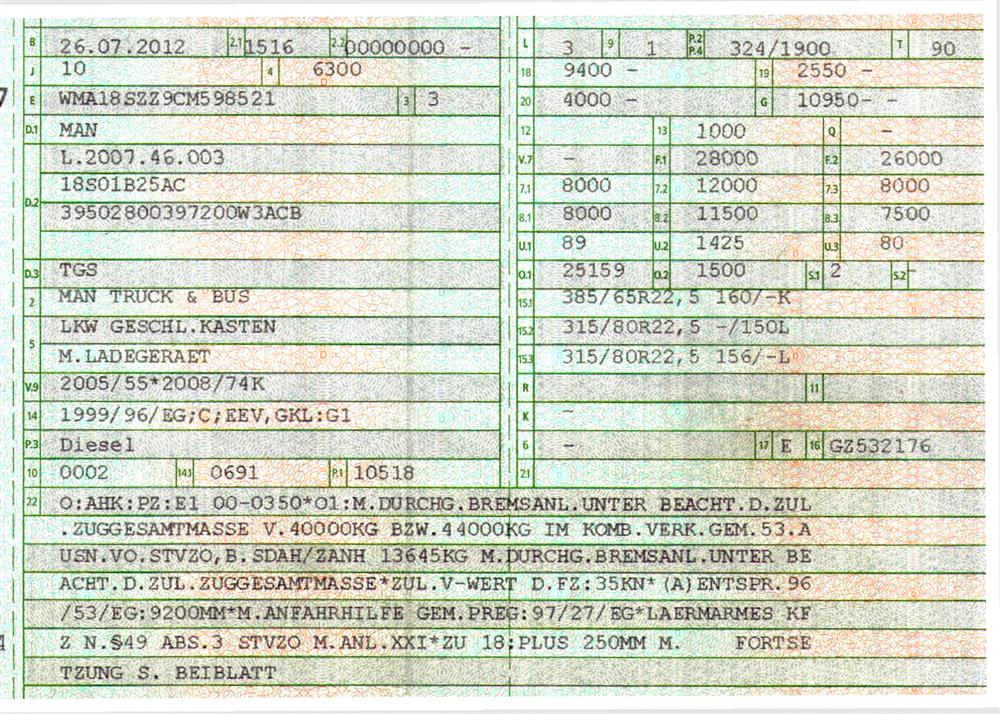 B 26.07.2012 2.1 1516 2.2 00000000 - L 3 9 1 P.2 P.4 324/1900 T 90
J 10 4 6300 18 9400 - 19 2550 -
E WMA18SZZ9CM598521 3 3 20 4000 - G 10950- -
D.1 MAN 12 13 1000 Q -
L.2007.46.003 V.7 - F.1 28000 F.2 26000
D.2 18S01B25AC 7.1 8000 7.2 12000 7.3 8000
39502800397200W3ACB 8.1 8000 8.2 11500 8.3 7500
U.1 89 U.2 1425 U.3 80
D.3 TGS O.1 25159 O.2 1500 S.1 2 S.2 -
2 MAN TRUCK & BUS 15.1 385/65R22,5 160/-K
5 LKW GESCHL.KASTEN 15.2 315/80R22,5 -/150L
M.LADEGERAET 15.3 315/80R22,5 156/-L
V.9 2005/55*2008/74K R 11
14 1999/96/EG;C;EEV,GKL:G1 K -
P.3 Diesel 6 - 17 E 16 GZ532176
10 0002 14.1 0691 P.1 10518 21
22 O:AHK:PZ:E1 00-0350*O1:M.DURCHG.BREMSANL.UNTER BEACHT.D.ZUL
.ZUGGESAMTMASSE V.40000KG BZW.44000KG IM KOMB.VERK.GEM.53.A
USN.VO.STVZO,B.SDAH/ZANH 13645KG M.DURCHG.BREMSANL.UNTER BE
ACHT.D.ZUL.ZUGGESAMTMASSE*ZUL.V-WERT D.FZ:35KN*(A)ENTSPR.96
/53/EG:9200MM*M.ANFAHRHILFE GEM.PREG:97/27/EG*LAERMARMES KF
Z N.§49 ABS.3 STVZO M.ANL.XXI*ZU 18:PLUS 250MM M. FORTSE
TZUNG S. BEIBLATT